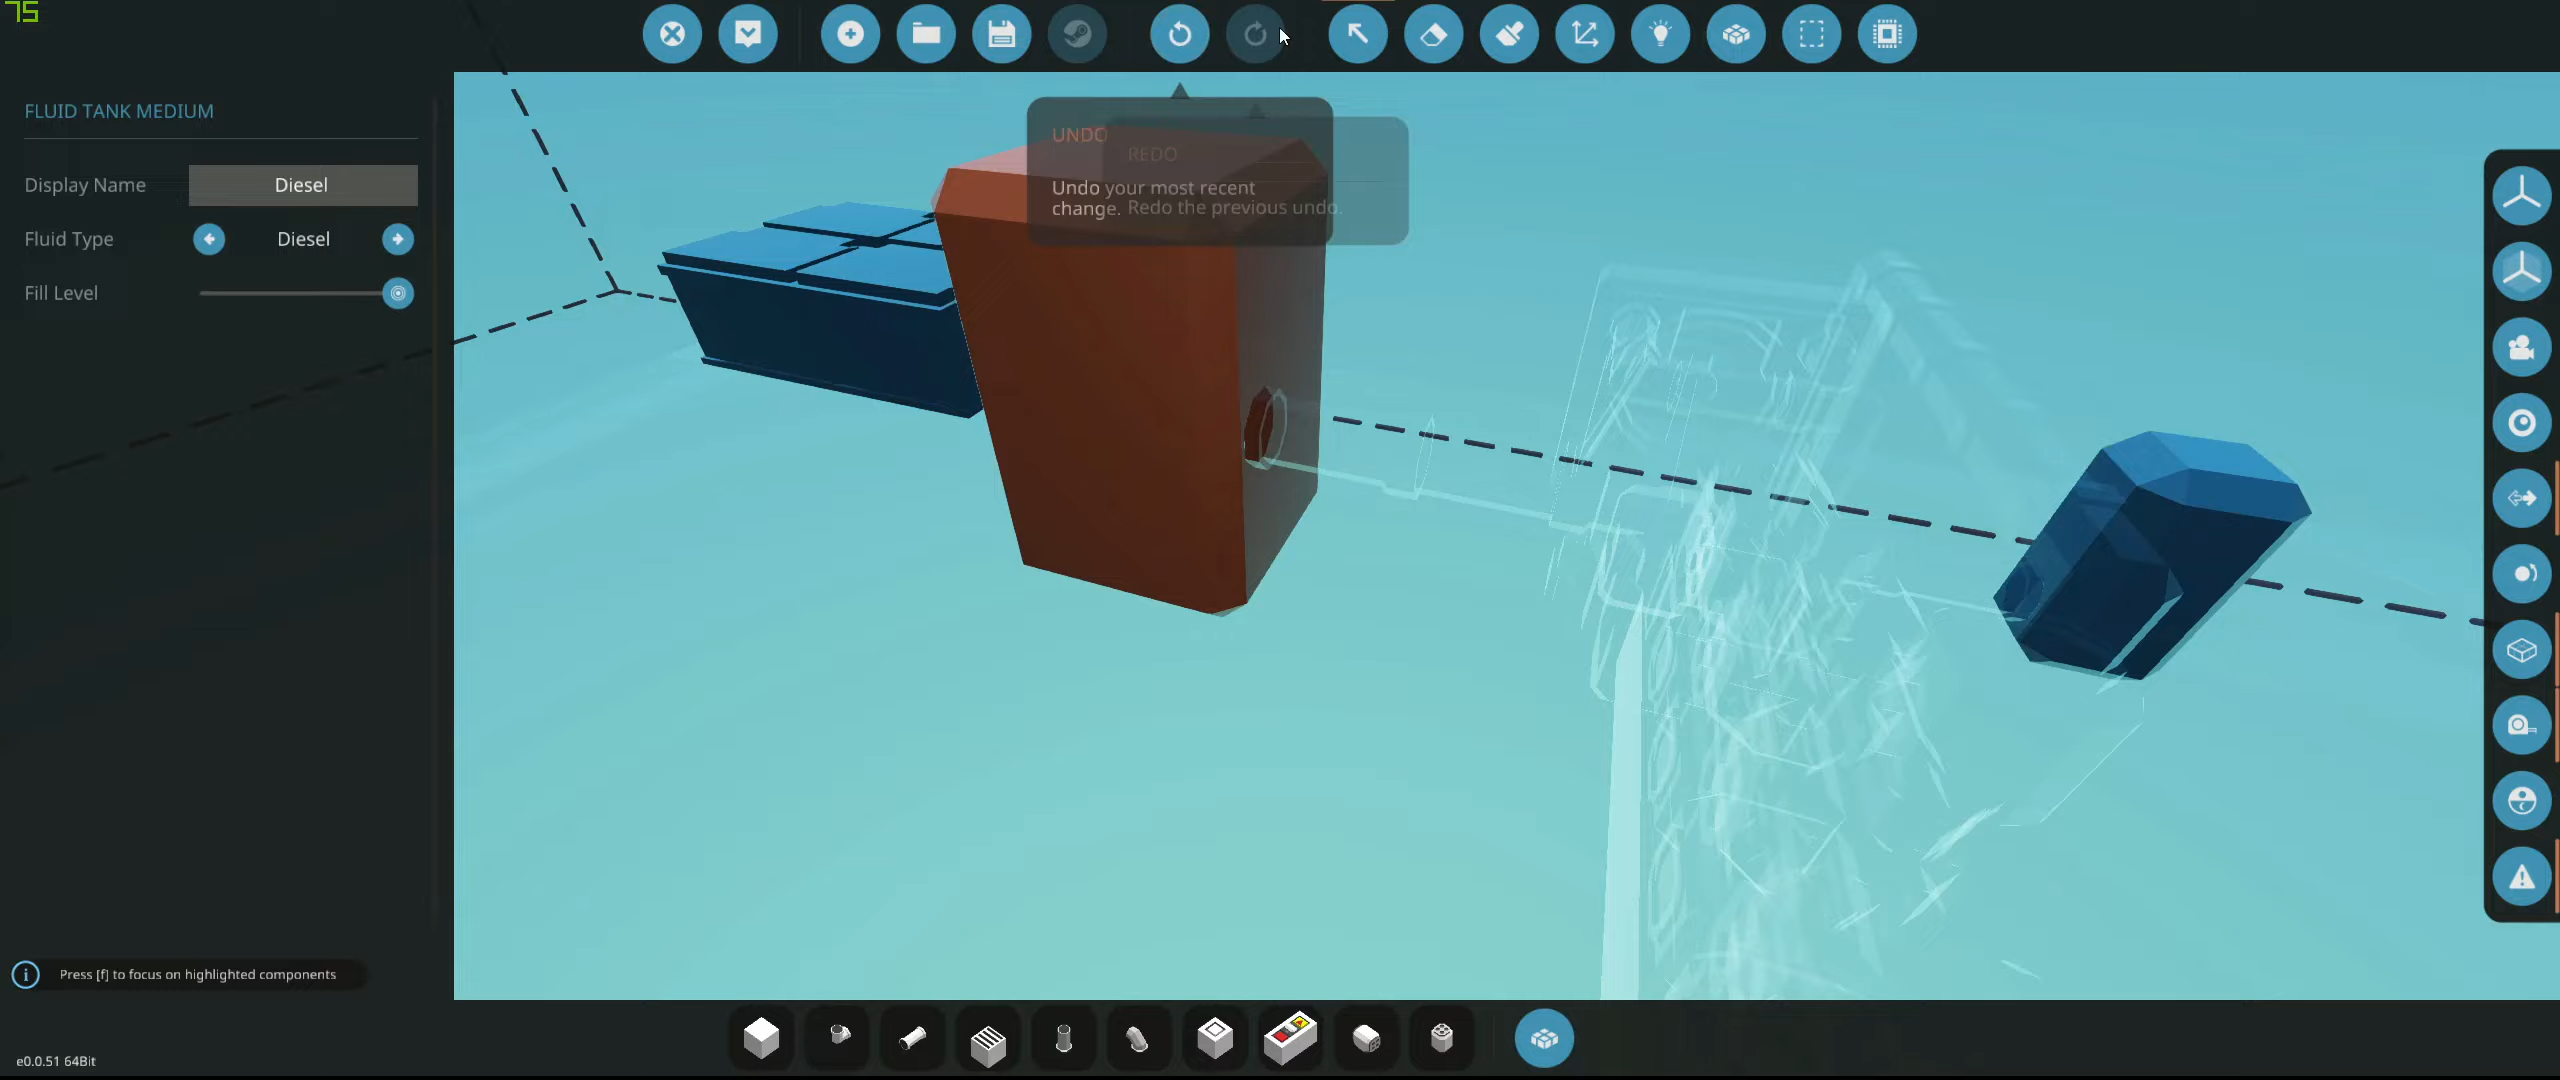 75
FLUID TANK MEDIUM
Display Name Diesel
Fluid Type Diesel
Fill Level
UNDO
REDO
Undo your most recent
change.
Redo the previous undo.
Press [f] to focus on highlighted components
e0.0.51 64Bit